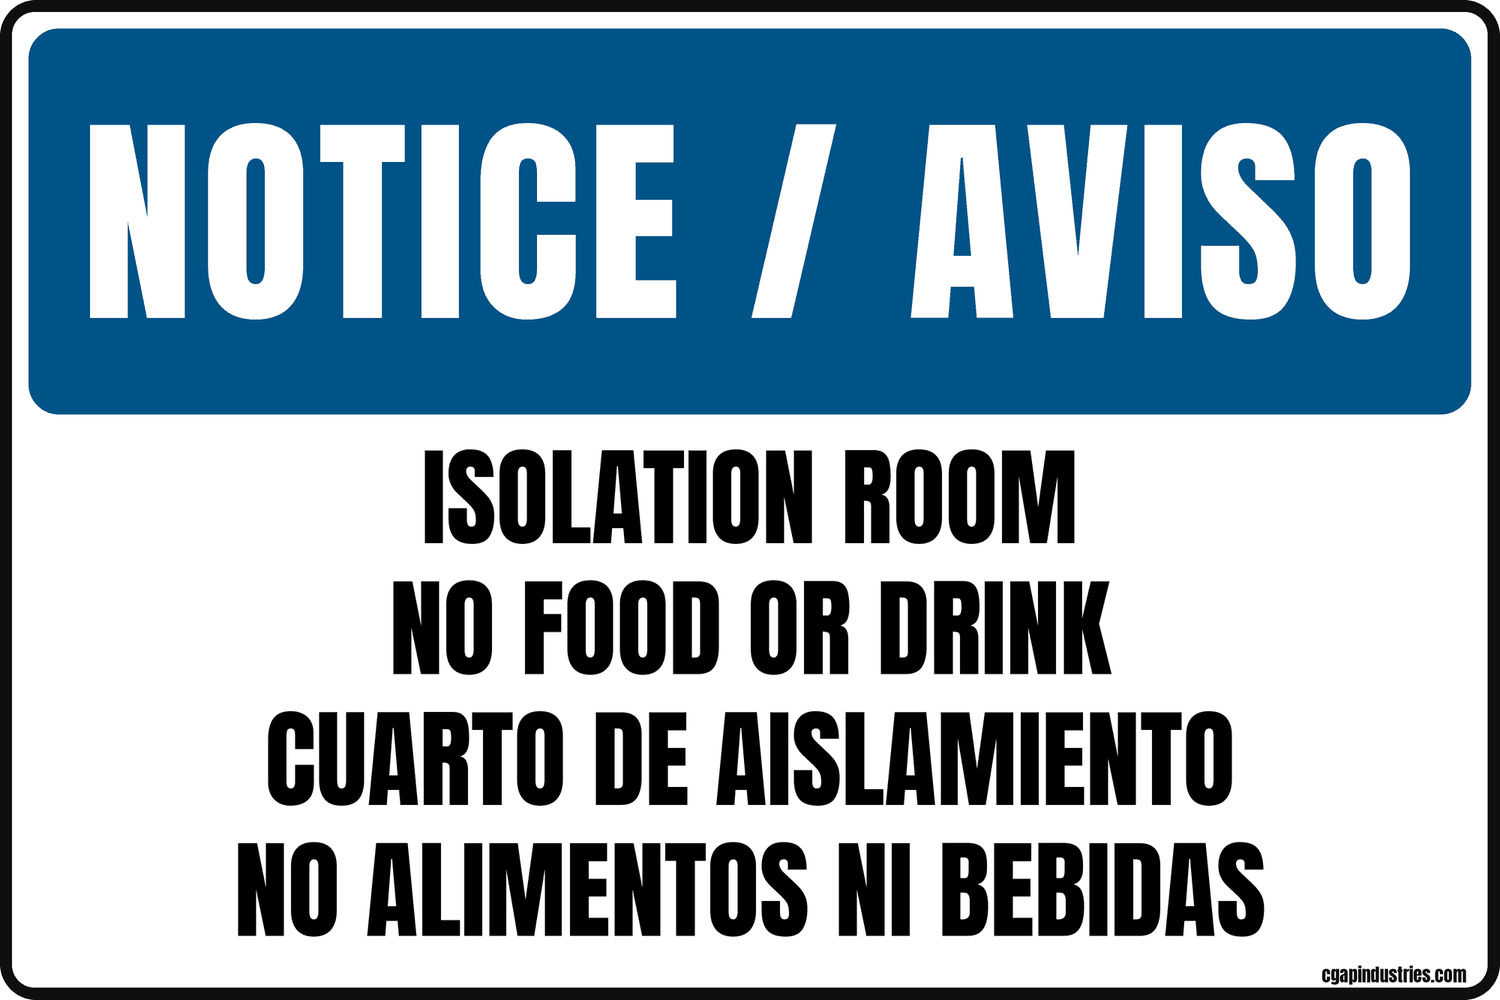 NOTICE / AVISO
ISOLATION ROOM
NO FOOD OR DRINK
CUARTO DE AISLAMIENTO
NO ALIMENTOS NI BEBIDAS
cgapindustries.com